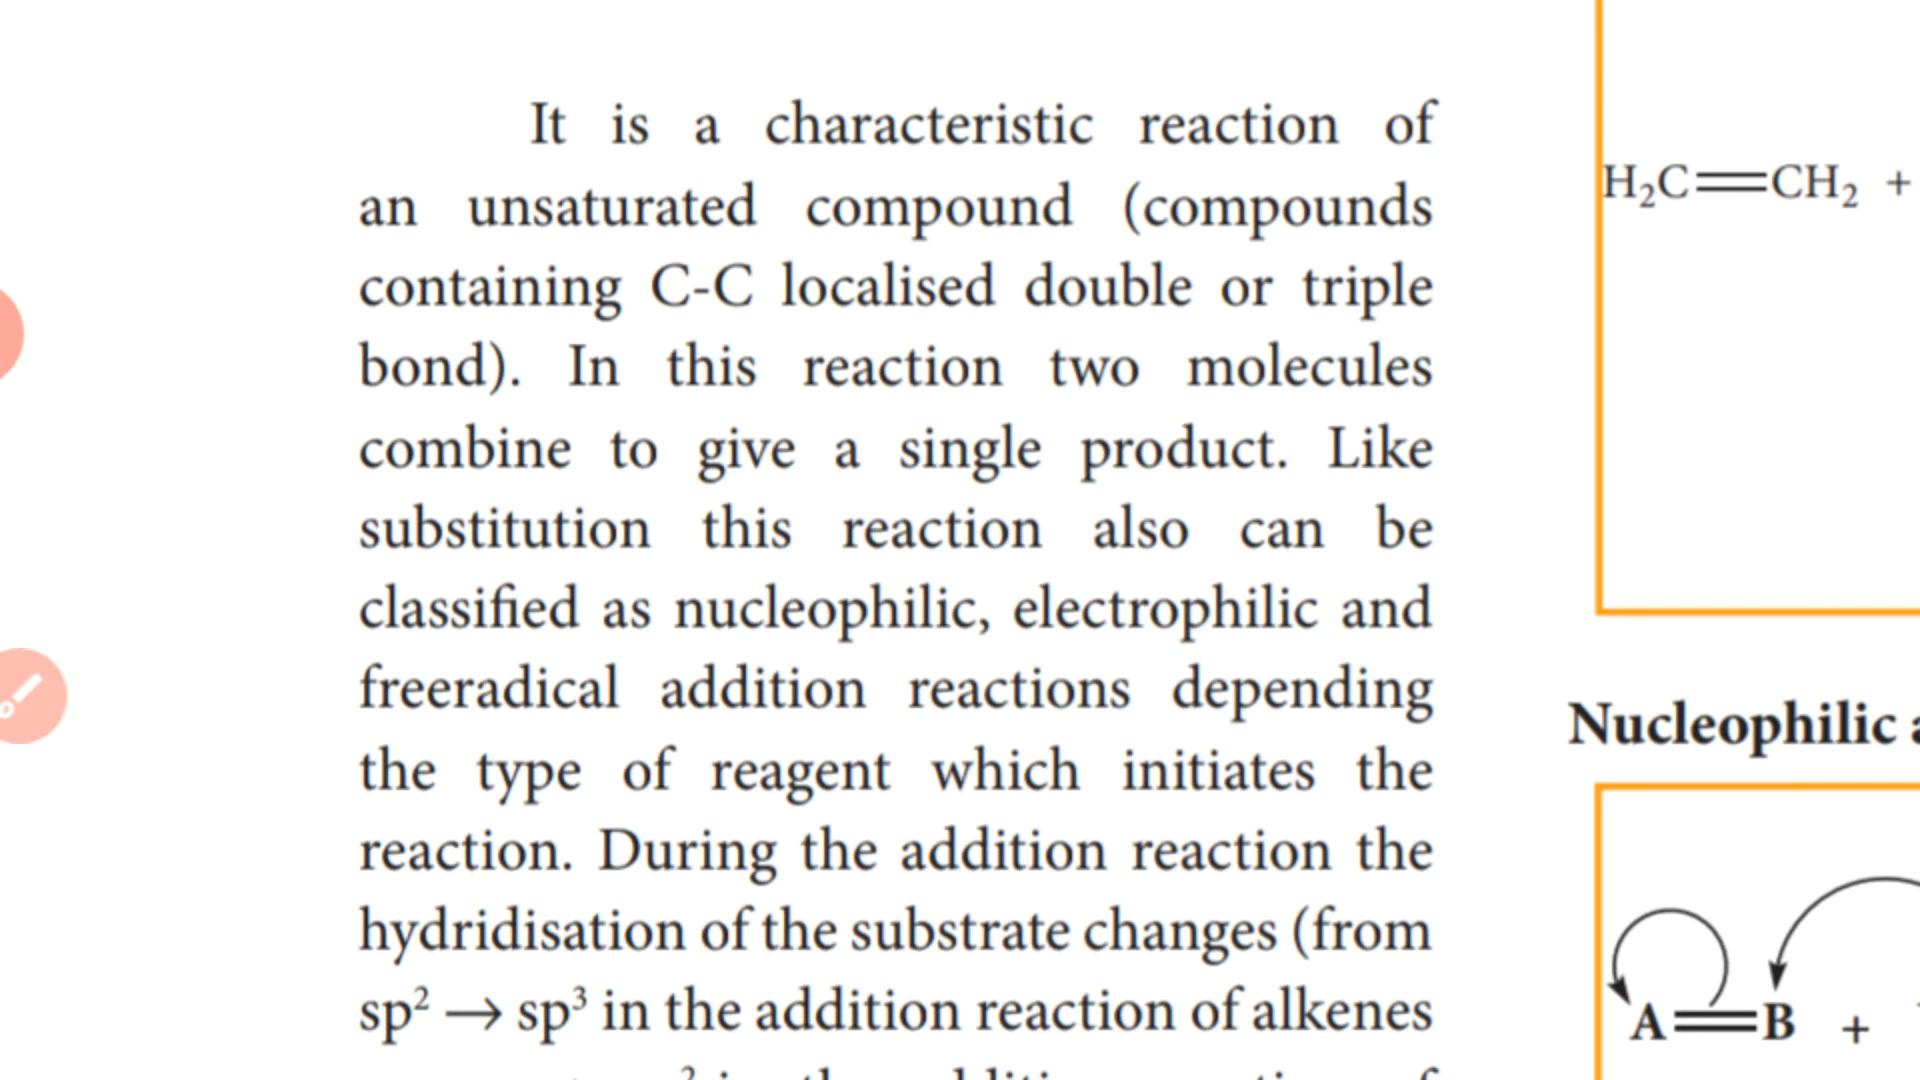 It is a characteristic reaction of
an unsaturated compound (compounds
containing C-C localised double or triple
bond). In this reaction two molecules
combine to give a single product. Like
substitution this reaction also can be
classified as nucleophilic, electrophilic and
freeradical addition reactions depending
the type of reagent which initiates the
reaction. During the addition reaction the
hydridisation of the substrate changes (from
sp² → sp³ in the addition reaction of alkenes
H₂C=CH₂ +
Nucleophilic
A=B +